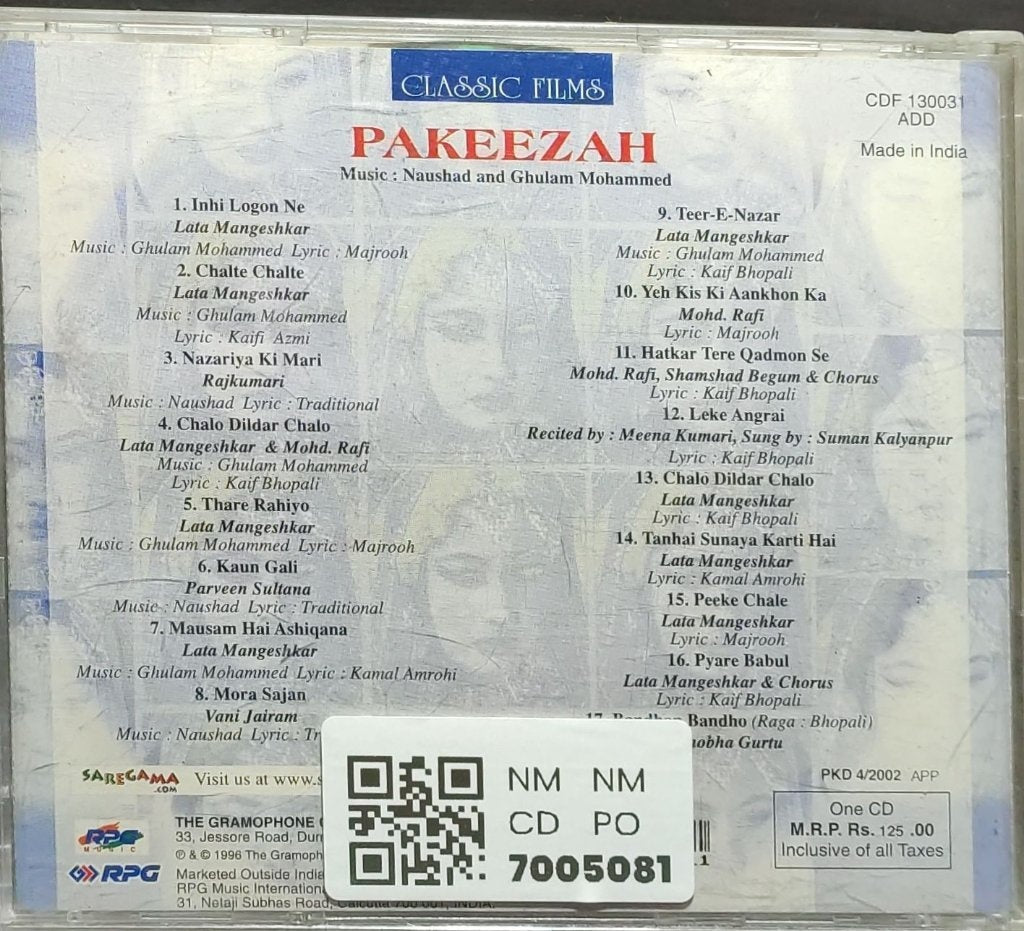 CLASSIC FILMS
CDF 130031
ADD
Made in India
PAKEEZAH
Music : Naushad and Ghulam Mohammed
1. Inhi Logon Ne
Lata Mangeshkar
Music : Ghulam Mohammed Lyric : Majrooh
2. Chalte Chalte
Lata Mangeshkar
Music : Ghulam Mohammed
Lyric : Kaifi Azmi
3. Nazariya Ki Mari
Rajkumari
Music : Naushad Lyric : Traditional
4. Chalo Dildar Chalo
Lata Mangeshkar & Mohd. Rafi
Music : Ghulam Mohammed
Lyric : Kaif Bhopali
5. Thare Rahiyo
Lata Mangeshkar
Music : Ghulam Mohammed Lyric : Majrooh
6. Kaun Gali
Parveen Sultana
Music : Naushad Lyric : Traditional
7. Mausam Hai Ashiqana
Lata Mangeshkar
Music : Ghulam Mohammed Lyric : Kamal Amrohi
8. Mora Sajan
Vani Jairam
Music : Naushad Lyric :
9. Teer-E-Nazar
Lata Mangeshkar
Music : Ghulam Mohammed
Lyric : Kaif Bhopali
10. Yeh Kis Ki Aankhon Ka
Mohd. Rafi
Lyric : Majrooh
11. Hatkar Tere Qadmon Se
Mohd. Rafi, Shamshad Begum & Chorus
Lyric : Kaif Bhopali
12. Leke Angrai
Recited by : Meena Kumari, Sung by : Suman Kalyanpur
Lyric : Kaif Bhopali
13. Chalo Dildar Chalo
Lata Mangeshkar
Lyric : Kaif Bhopali
14. Tanhai Sunaya Karti Hai
Lata Mangeshkar
Lyric : Kamal Amrohi
15. Peeke Chale
Lata Mangeshkar
Lyric : Majrooh
16. Pyare Babul
Lata Mangeshkar & Chorus
Lyric : Kaif Bhopali
Bandho (Raga : Bhopali)
Gurtu
SAREGAMA
.COM
Visit us at
PKD 4/2002 APP
One CD
M.R.P. Rs. 125 .00
Inclusive of all Taxes
RPG
MUSIC
RPG
THE GRAMOPHONE
33, Jessore Road,
℗ & © 1996 The
Marketed Outside India
RPG Music
31, Netaji Subhas Road,
NM NM
CD PO
7005081